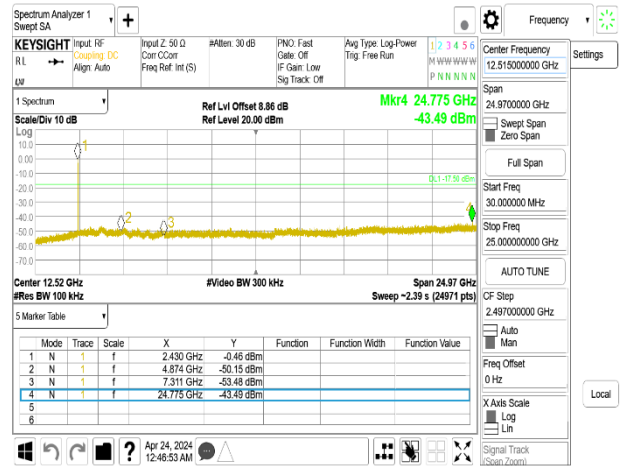 Spectrum Analyzer 1
Swept SA
+
Frequency
KEYSIGHT
RL
Input: RF
Coupling: DC
Align: Auto
Input Z: 50 Ω
Corr CCorr
Freq Ref: Int (S)
#Atten: 30 dB
PNO: Fast
Gate: Off
IF Gain: Low
Sig Track: Off
Avg Type: Log-Power
Trig: Free Run
1 2 3 4 5 6
M W W W W W
P N N N N N
1 Spectrum
Scale/Div 10 dB
Ref Lvl Offset 8.86 dB
Ref Level 20.00 dBm
Mkr4 24.775 GHz
-43.49 dBm
Log
10.0
0.00
-10.0
-20.0
-30.0
-40.0
-50.0
-60.0
-70.0
1
2
3
4
DL1 -17.50 dBm
Center 12.52 GHz
#Res BW 100 kHz
#Video BW 300 kHz
Span 24.97 GHz
Sweep ~2.39 s (24971 pts)
5 Marker Table
Mode Trace Scale X Y Function Function Width Function Value
1 N 1 f 2.430 GHz -0.46 dBm
2 N 1 f 4.874 GHz -50.15 dBm
3 N 1 f 7.311 GHz -53.48 dBm
4 N 1 f 24.775 GHz -43.49 dBm
5
6
Apr 24, 2024
12:46:53 AM
?
Center Frequency
12.515000000 GHz
Settings
Span
24.9700000 GHz
Swept Span
Zero Span
Full Span
Start Freq
30.000000 MHz
Stop Freq
25.000000000 GHz
AUTO TUNE
CF Step
2.497000000 GHz
Auto
Man
Freq Offset
0 Hz
X Axis Scale
Log
Lin
Local
Signal Track
(Span Zoom)